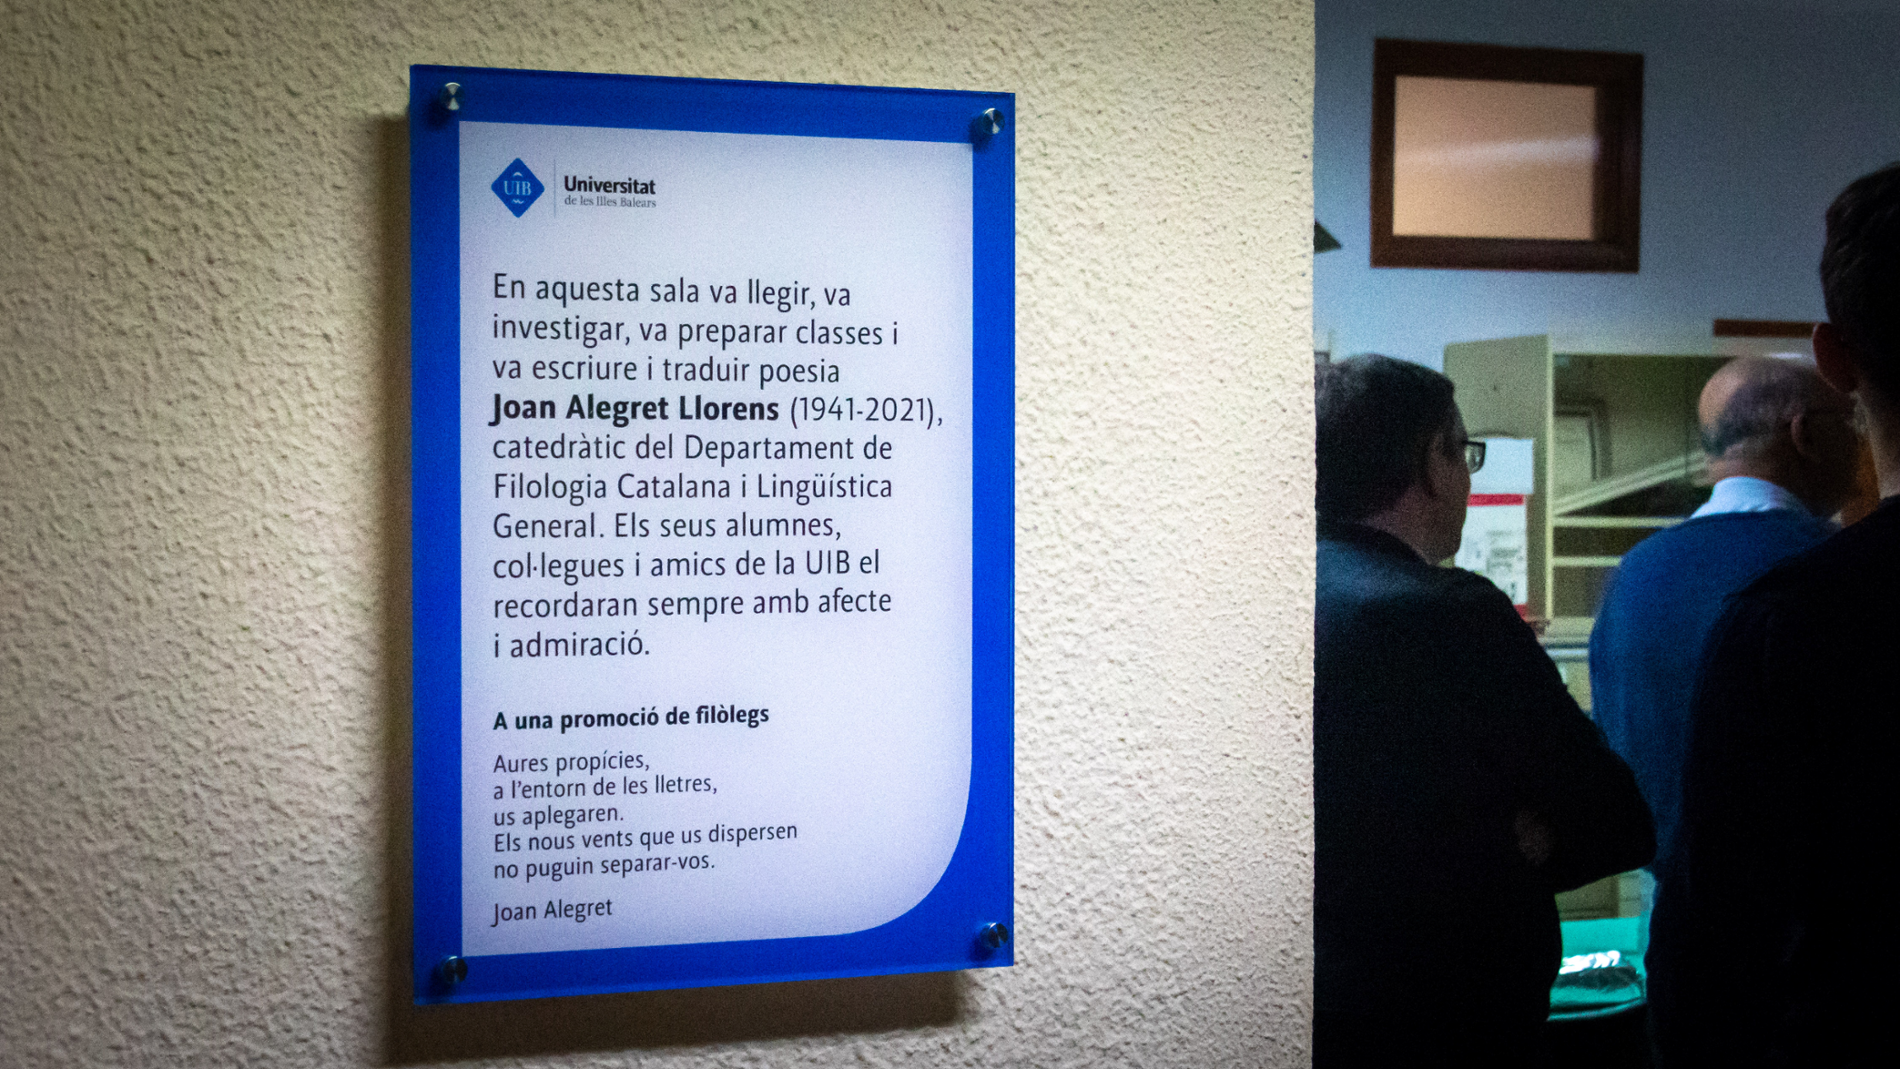 UIB
Universitat
de les Illes Balears
En aquesta sala va llegir, va
investigar, va preparar classes i
va escriure i traduir poesia
Joan Alegret Llorens (1941-2021),
catedràtic del Departament de
Filologia Catalana i Lingüística
General. Els seus alumnes,
col·legues i amics de la UIB el
recordaran sempre amb afecte
i admiració.
A una promoció de filòlegs
Aures propícies,
a l'entorn de les lletres,
us aplegaren.
Els nous vents que us dispersen
no puguin separar-vos.
Joan Alegret